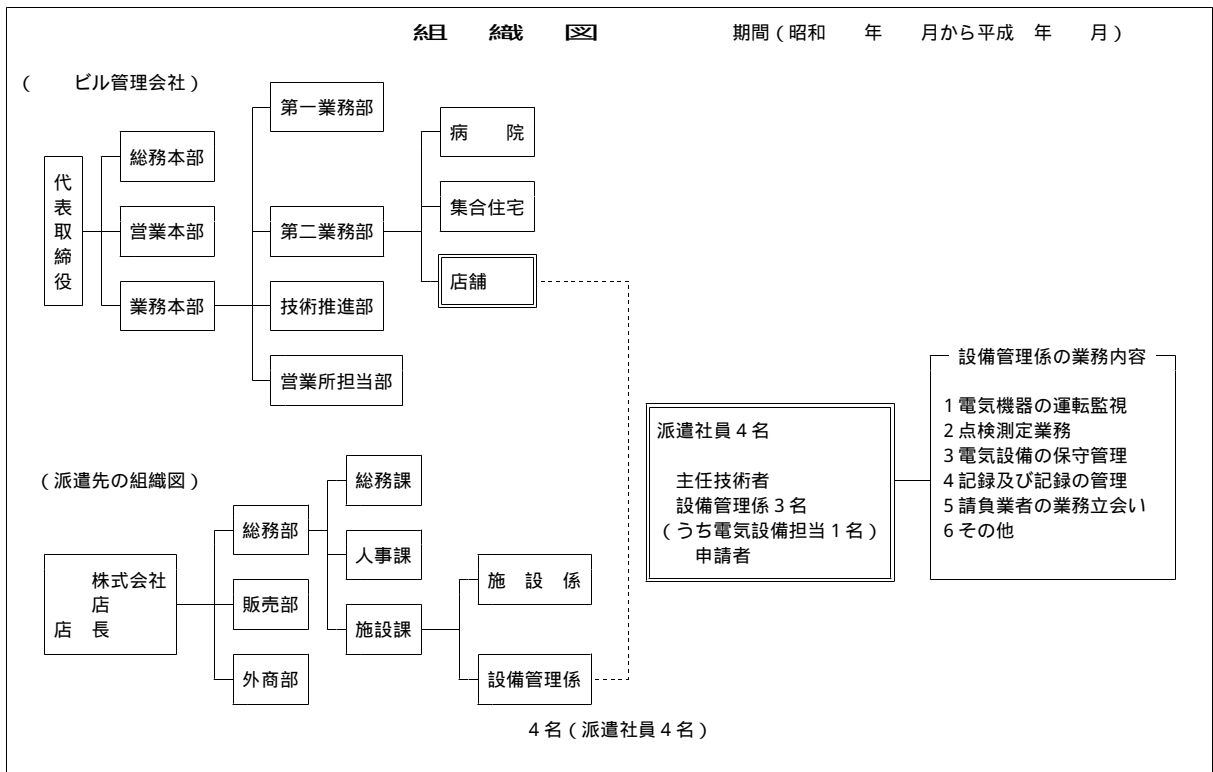 組　織　図
期間（昭和　　年　　月から平成　年　　月）
（　　ビル管理会社）
代表取締役
総務本部
営業本部
業務本部
第一業務部
第二業務部
技術推進部
営業所担当部
病　　院
集合住宅
店舗
（派遣先の組織図）
株式会社
店
店　長
総務部
販売部
外商部
総務課
人事課
施設課
施　設　係
設備管理係
4名（派遣社員4名）
派遣社員4名
主任技術者
設備管理係3名
（うち電気設備担当1名）
申請者
設備管理係の業務内容
1電気機器の運転監視
2点検測定業務
3電気設備の保守管理
4記録及び記録の管理
5請負業者の業務立会い
6その他